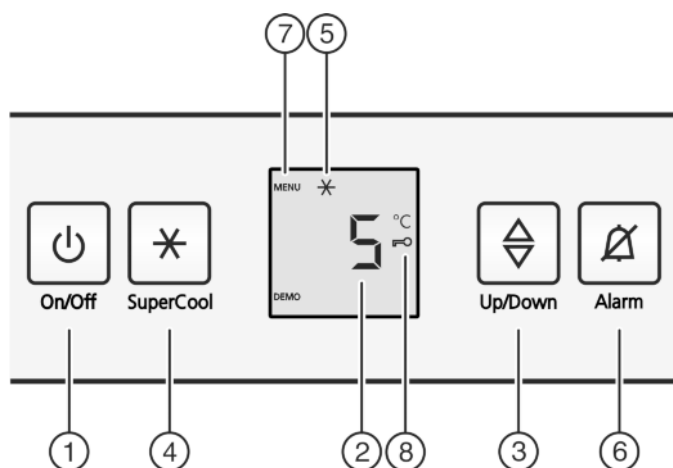 7 5
MENU
5 °C
DEMO
On/Off SuperCool Up/Down Alarm
1 4 2 8 3 6